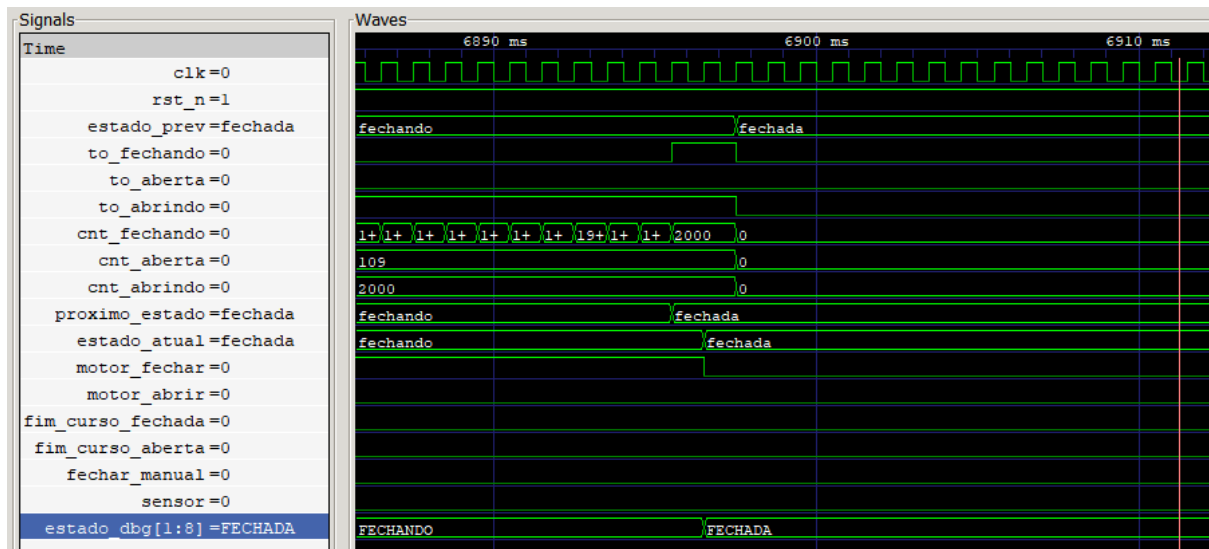 Signals
Waves
Time
6890 ms 6900 ms 6910 ms
clk=0
rst_n=1
estado_prev=fechada
fechando fechada
to_fechando=0
to_aberta=0
to_abrindo=0
cnt_fechando=0
1+ 1+ 1+ 1+ 1+ 1+ 1+ 19+ 1+ 1+ 2000 0
cnt_aberta=0
109 0
cnt_abrindo=0
2000 0
proximo_estado=fechada
fechando fechada
estado_atual=fechada
fechando fechada
motor_fechar=0
motor_abrir=0
fim_curso_fechada=0
fim_curso_aberta=0
fechar_manual=0
sensor=0
estado_dbg[1:8]=FECHADA
FECHANDO FECHADA